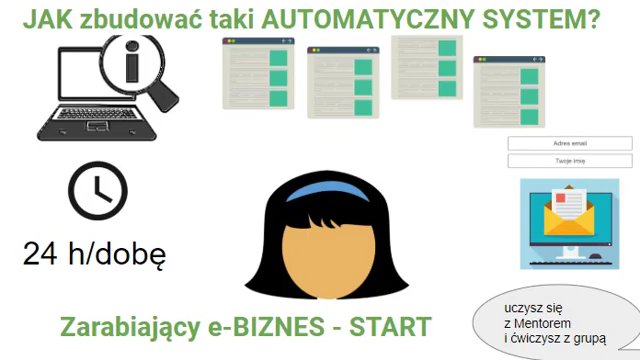 JAK zbudować taki AUTOMATYCZNY SYSTEM?
Adres email
Twoje imię
24 h/dobę
uczysz się
z Mentorem
i ćwiczysz z grupą
Zarabiający e-BIZNES - START